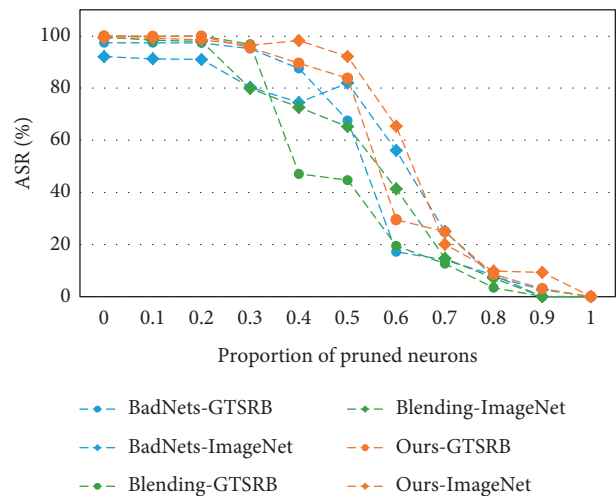 100
80
60
40
20
0
ASR (%)
0 0.1 0.2 0.3 0.4 0.5 0.6 0.7 0.8 0.9 1
Proportion of pruned neurons
BadNets-GTSRB
BadNets-ImageNet
Blending-GTSRB
Blending-ImageNet
Ours-GTSRB
Ours-ImageNet